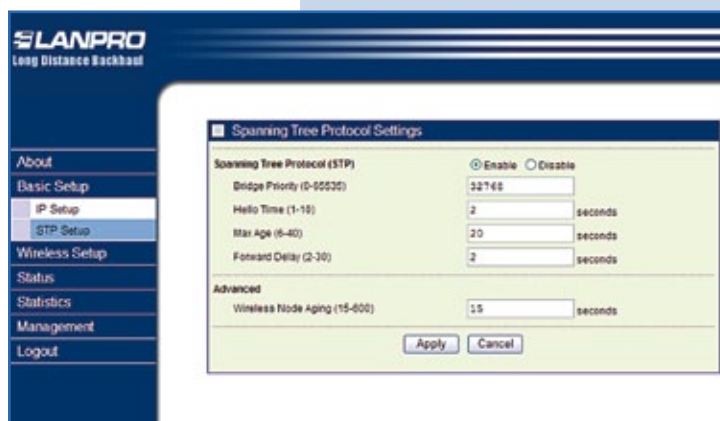 LANPRO
Long Distance Backhaul
About
Basic Setup
IP Setup
STP Setup
Wireless Setup
Status
Statistics
Management
Logout
Spanning Tree Protocol Settings
Spanning Tree Protocol (STP) Enable Disable
Bridge Priority (0-65535) 32768
Hello Time (1-10) 2 seconds
Max Age (6-40) 20 seconds
Forward Delay (2-30) 2 seconds
Advanced
Wireless Node Aging (15-600) 15 seconds
Apply Cancel